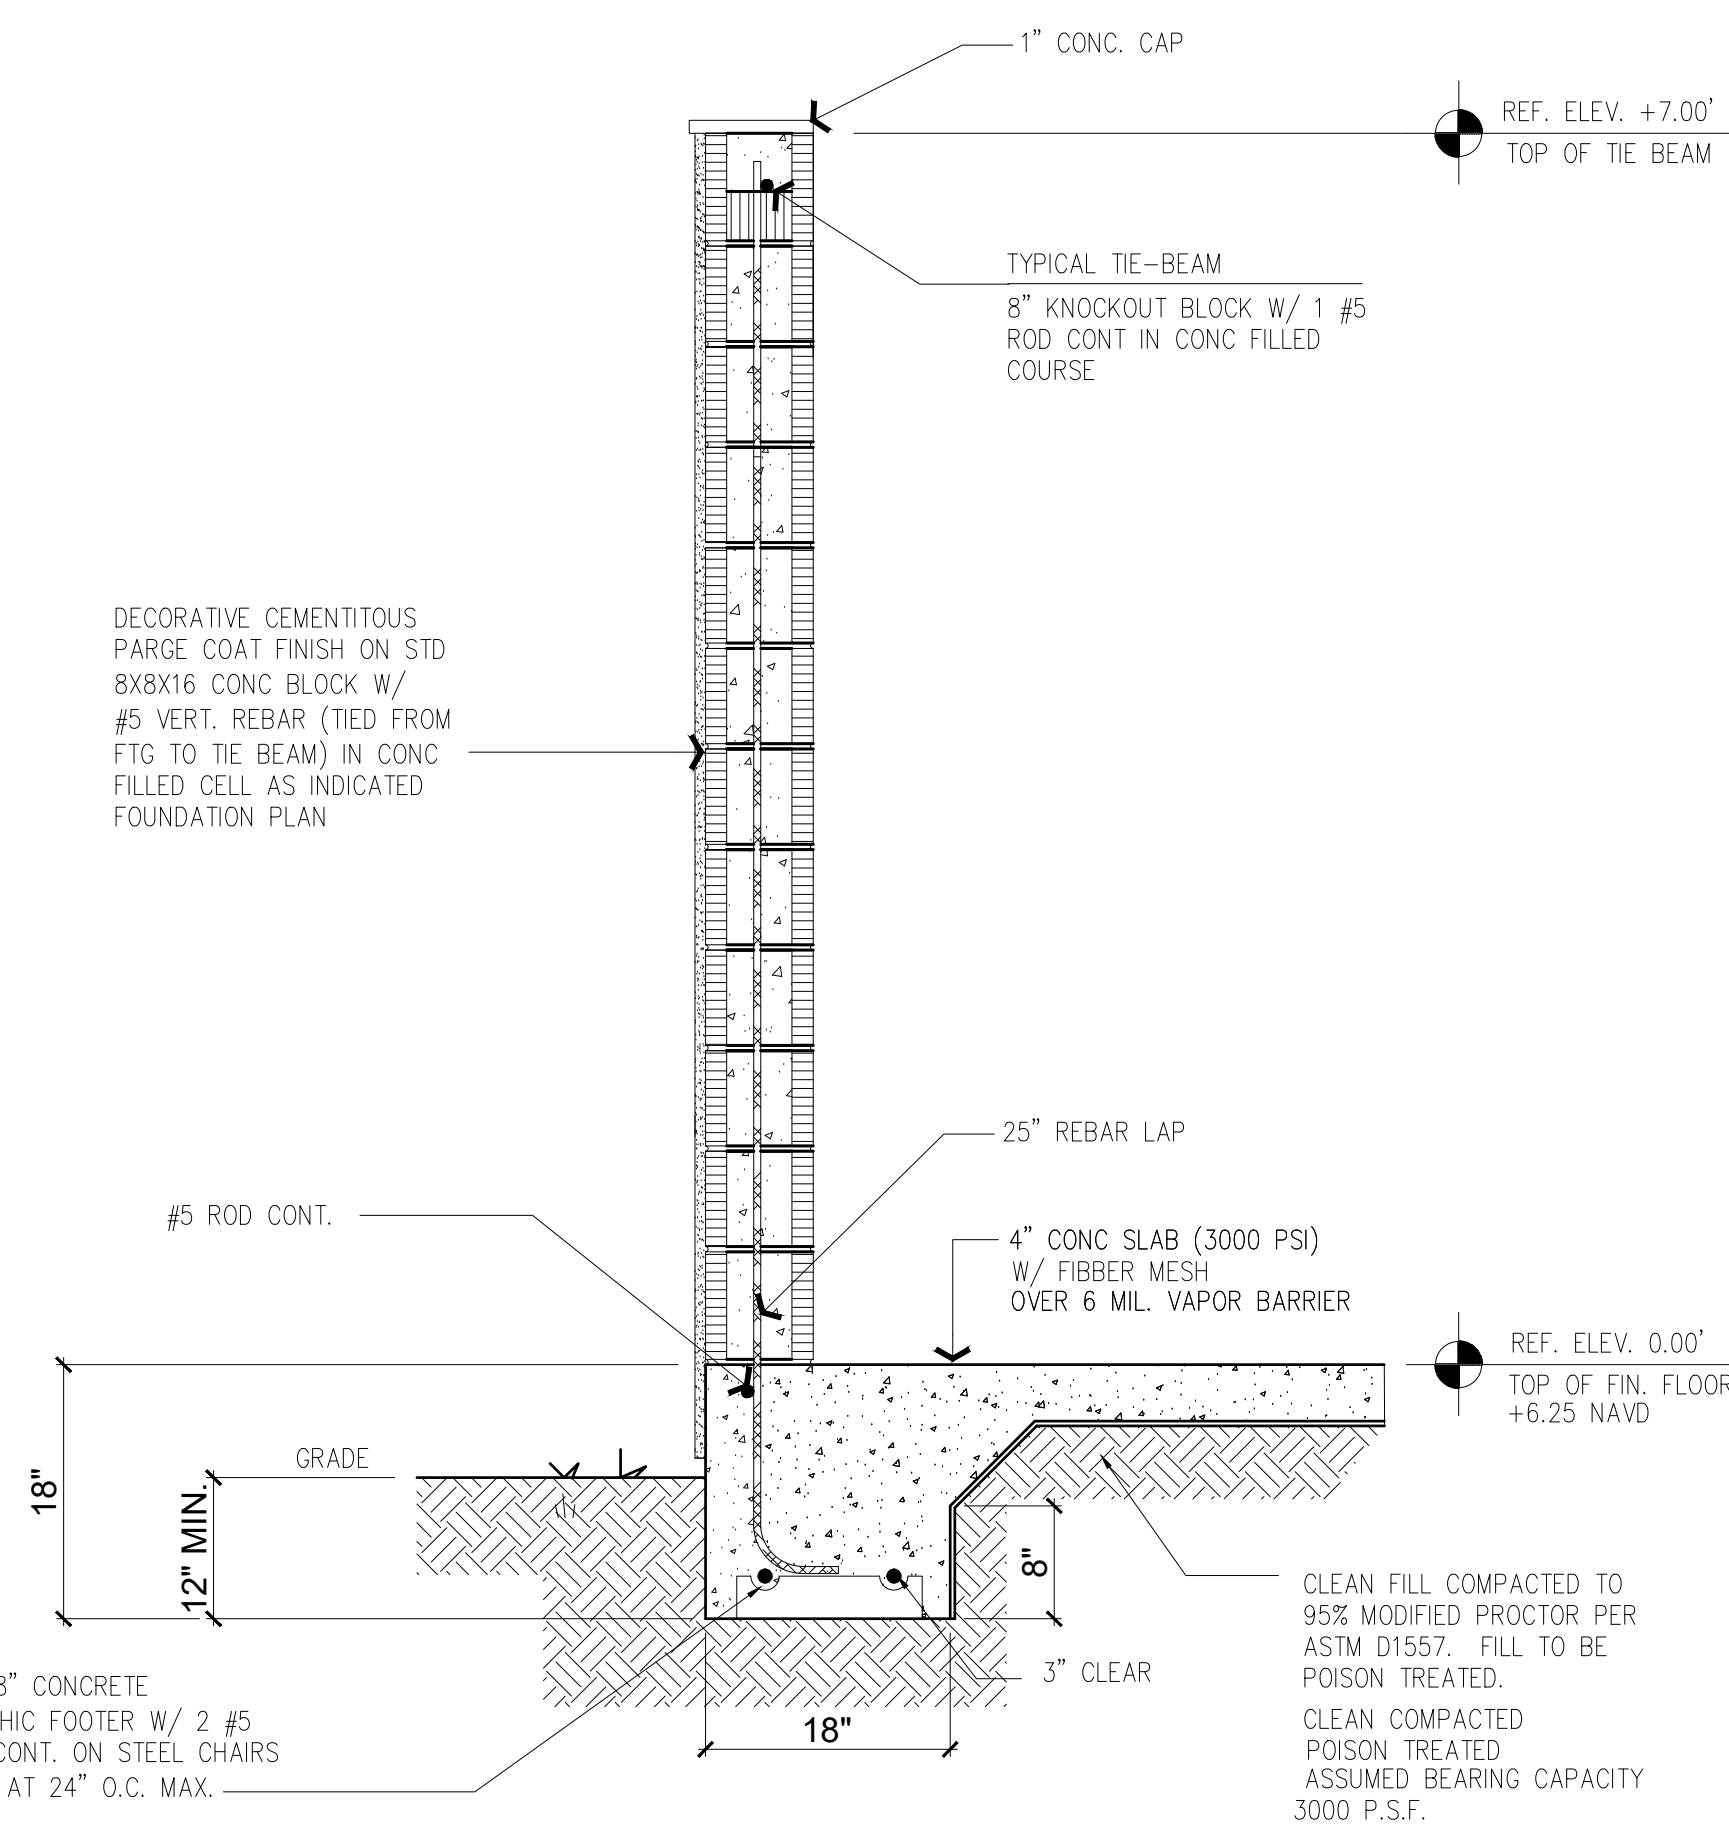 1” CONC. CAP
REF. ELEV. +7.00'
TOP OF TIE BEAM
TYPICAL TIE-BEAM
8” KNOCKOUT BLOCK W/ 1 #5
ROD CONT IN CONC FILLED
COURSE
DECORATIVE CEMENTITOUS
PARGE COAT FINISH ON STD
8X8X16 CONC BLOCK W/
#5 VERT. REBAR (TIED FROM
FTG TO TIE BEAM) IN CONC
FILLED CELL AS INDICATED
FOUNDATION PLAN
25” REBAR LAP
#5 ROD CONT.
4” CONC SLAB (3000 PSI)
W/ FIBBER MESH
OVER 6 MIL. VAPOR BARRIER
REF. ELEV. 0.00'
TOP OF FIN. FLOOR
+6.25 NAVD
GRADE
18"
12" MIN.
8"
CLEAN FILL COMPACTED TO
95% MODIFIED PROCTOR PER
ASTM D1557. FILL TO BE
POISON TREATED.
CLEAN COMPACTED
POISON TREATED
ASSUMED BEARING CAPACITY
3000 P.S.F.
3” CLEAR
18"
CONCRETE
FOOTER W/ 2 #5
CONT. ON STEEL CHAIRS
AT 24” O.C. MAX.